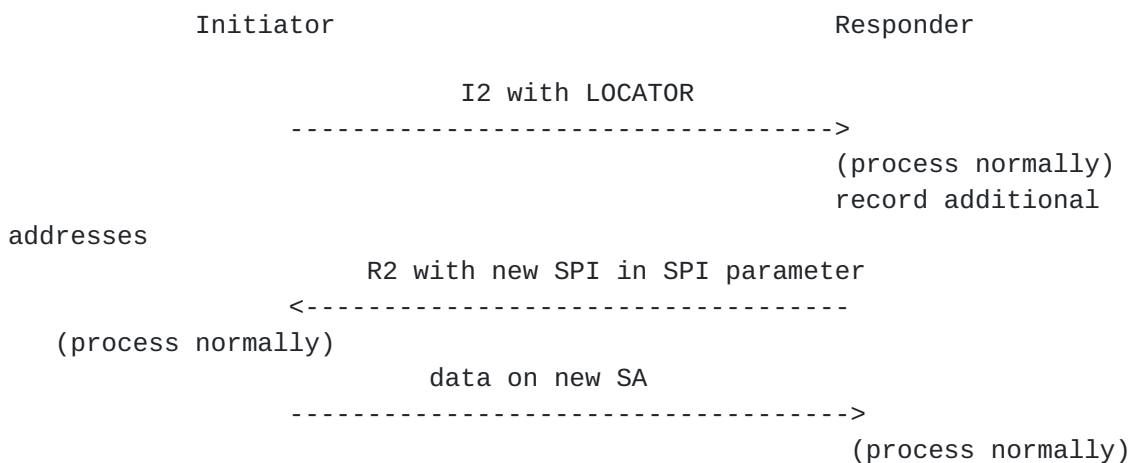 Initiator                                Responder
I2 with LOCATOR
----------------------------------->
(process normally)
record additional
addresses
R2 with new SPI in SPI parameter
<-----------------------------------
(process normally)
data on new SA
------------------------------------>
(process normally)